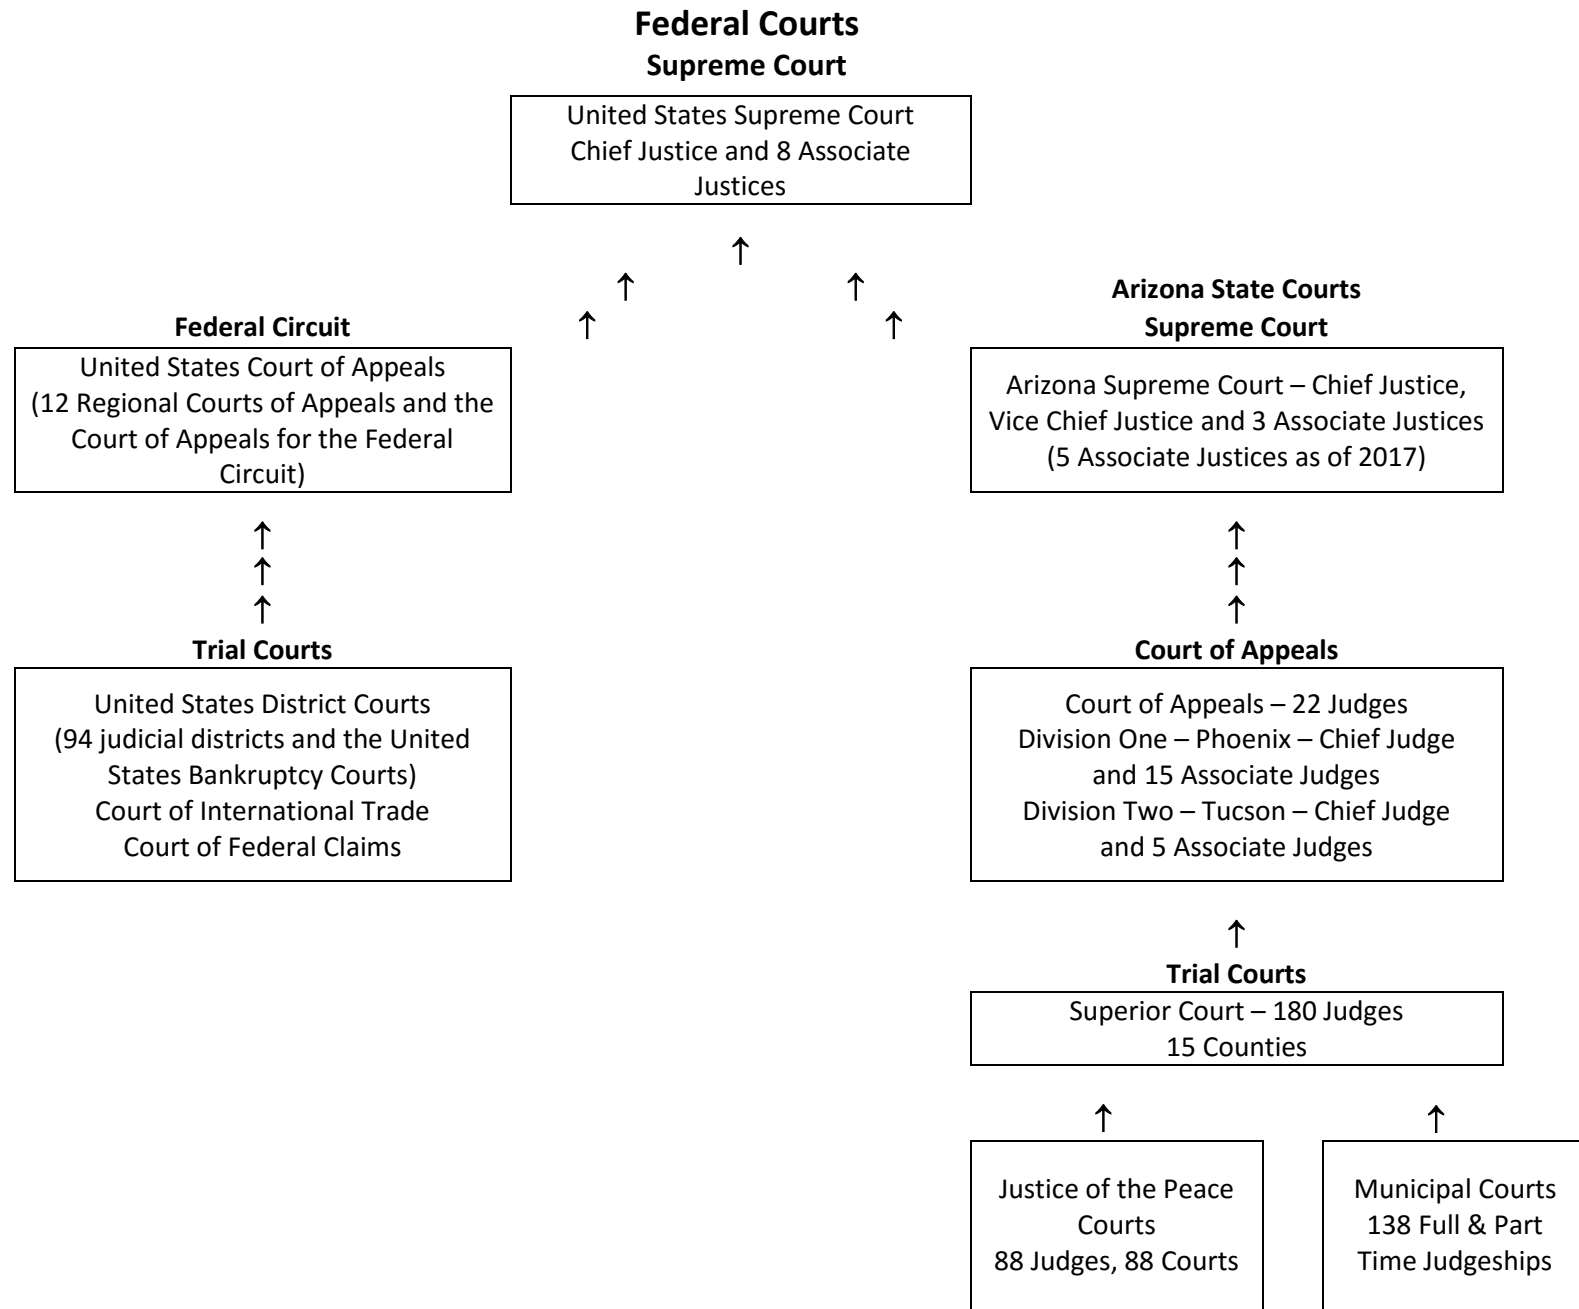 Federal Courts
Supreme Court
United States Supreme Court
Chief Justice and 8 Associate
Justices
↑
↑ ↑
↑ ↑
Federal Circuit
United States Court of Appeals
(12 Regional Courts of Appeals and the
Court of Appeals for the Federal
Circuit)
↑
↑
↑
Trial Courts
United States District Courts
(94 judicial districts and the United
States Bankruptcy Courts)
Court of International Trade
Court of Federal Claims
Arizona State Courts
Supreme Court
Arizona Supreme Court – Chief Justice,
Vice Chief Justice and 3 Associate Justices
(5 Associate Justices as of 2017)
↑
↑
↑
Court of Appeals
Court of Appeals – 22 Judges
Division One – Phoenix – Chief Judge
and 15 Associate Judges
Division Two – Tucson – Chief Judge
and 5 Associate Judges
↑
Trial Courts
Superior Court – 180 Judges
15 Counties
↑ ↑
Justice of the Peace
Courts
88 Judges, 88 Courts
Municipal Courts
138 Full & Part
Time Judgeships